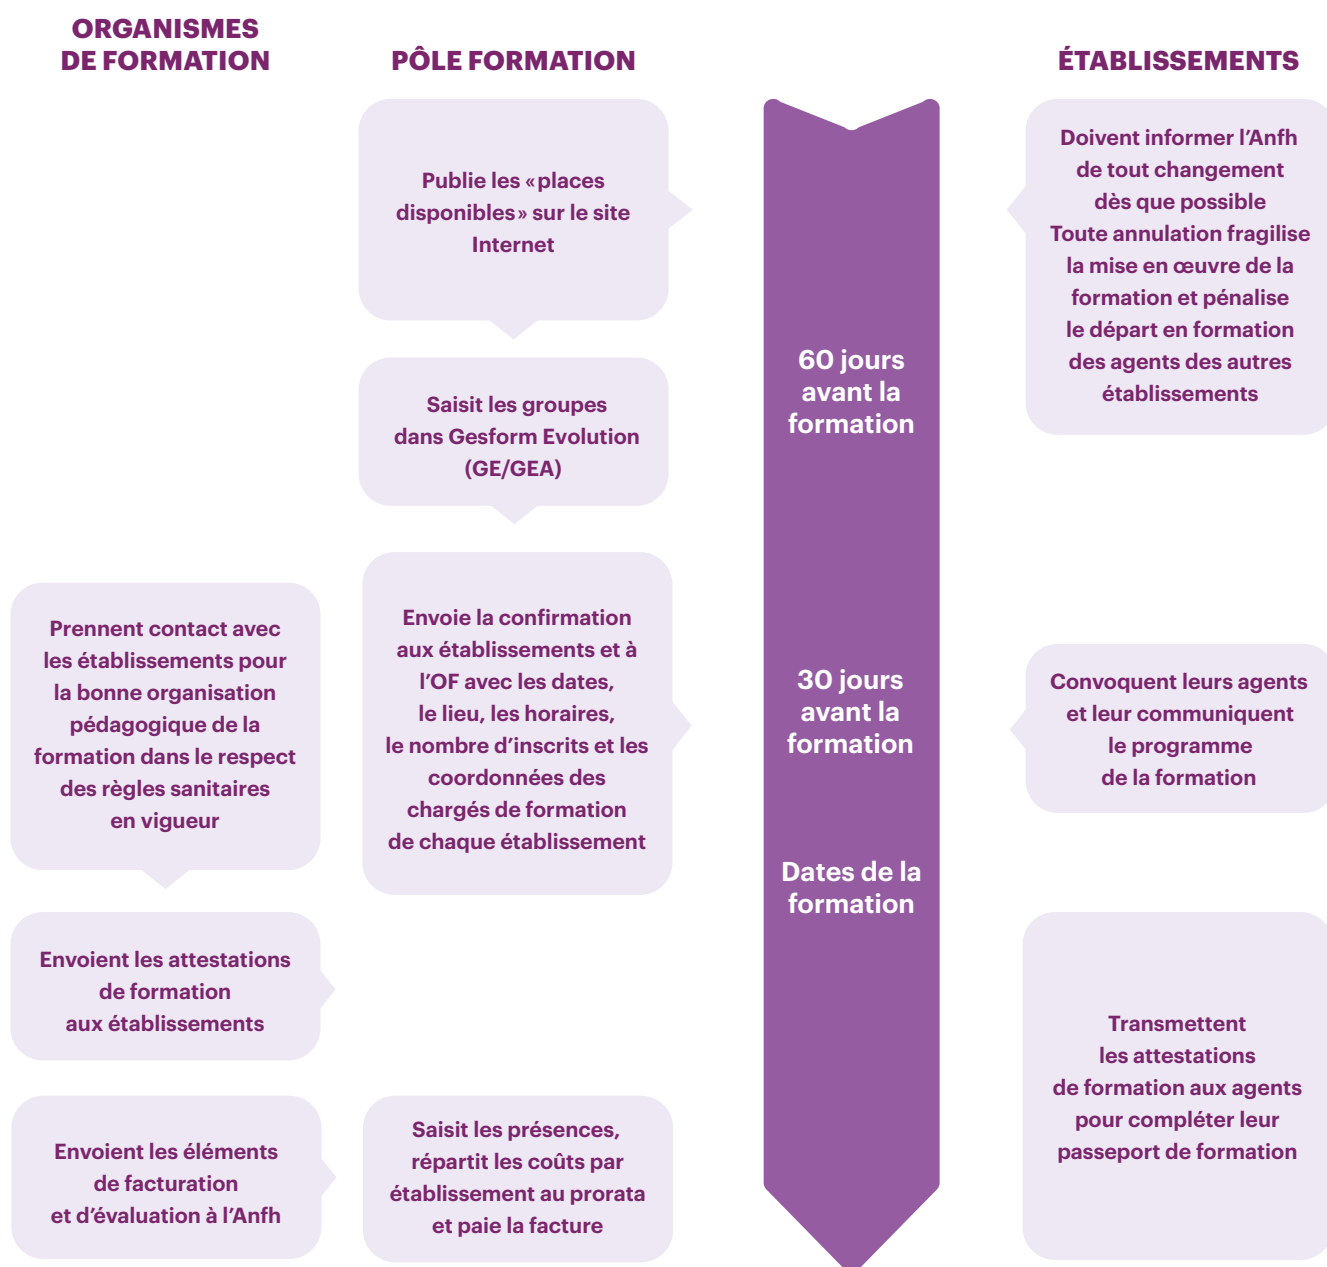 ORGANISMES
DE FORMATION
PÔLE FORMATION
ÉTABLISSEMENTS
Publie les « places
disponibles » sur le site
Internet
Saisit les groupes
dans Gesform Evolution
(GE/GEA)
Envoie la confirmation
aux établissements et à
l’OF avec les dates,
le lieu, les horaires,
le nombre d’inscrits et les
coordonnées des
chargés de formation
de chaque établissement
Prennent contact avec
les établissements pour
la bonne organisation
pédagogique de la
formation dans le respect
des règles sanitaires
en vigueur
Envoient les attestations
de formation
aux établissements
Envoient les éléments
de facturation
et d’évaluation à l’Anfh
Saisit les présences,
répartit les coûts par
établissement au prorata
et paie la facture
60 jours
avant la
formation
30 jours
avant la
formation
Dates de la
formation
Doivent informer l’Anfh
de tout changement
dès que possible
Toute annulation fragilise
la mise en œuvre de la
formation et pénalise
le départ en formation
des agents des autres
établissements
Convoquent leurs agents
et leur communiquent
le programme
de la formation
Transmettent
les attestations
de formation aux agents
pour compléter leur
passeport de formation